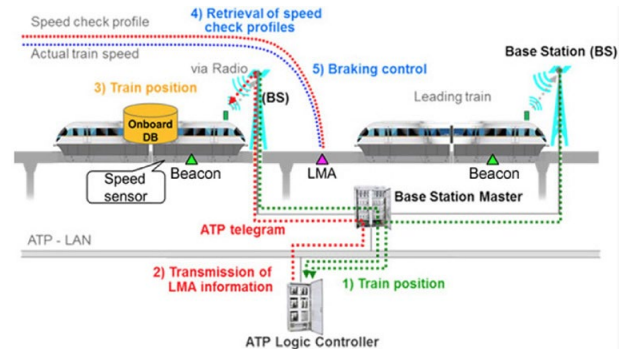 Speed check profile
4) Retrieval of speed
check profiles
Actual train speed
via Radio
5) Braking control
Base Station (BS)
3) Train position
(BS)
Leading train
Onboard
DB
Speed
sensor
Beacon
LMA
Beacon
Base Station Master
ATP telegram
ATP - LAN
2) Transmission of
LMA information
1) Train position
ATP Logic Controller